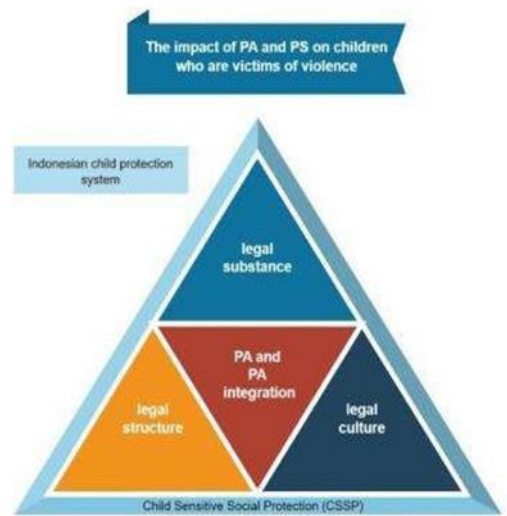 The impact of PA and PS on children
who are victims of violence
Indonesian child protection
system
legal
substance
PA and
PA
integration
legal
structure
legal
culture
Child Sensitive Social Protection (CSSP)